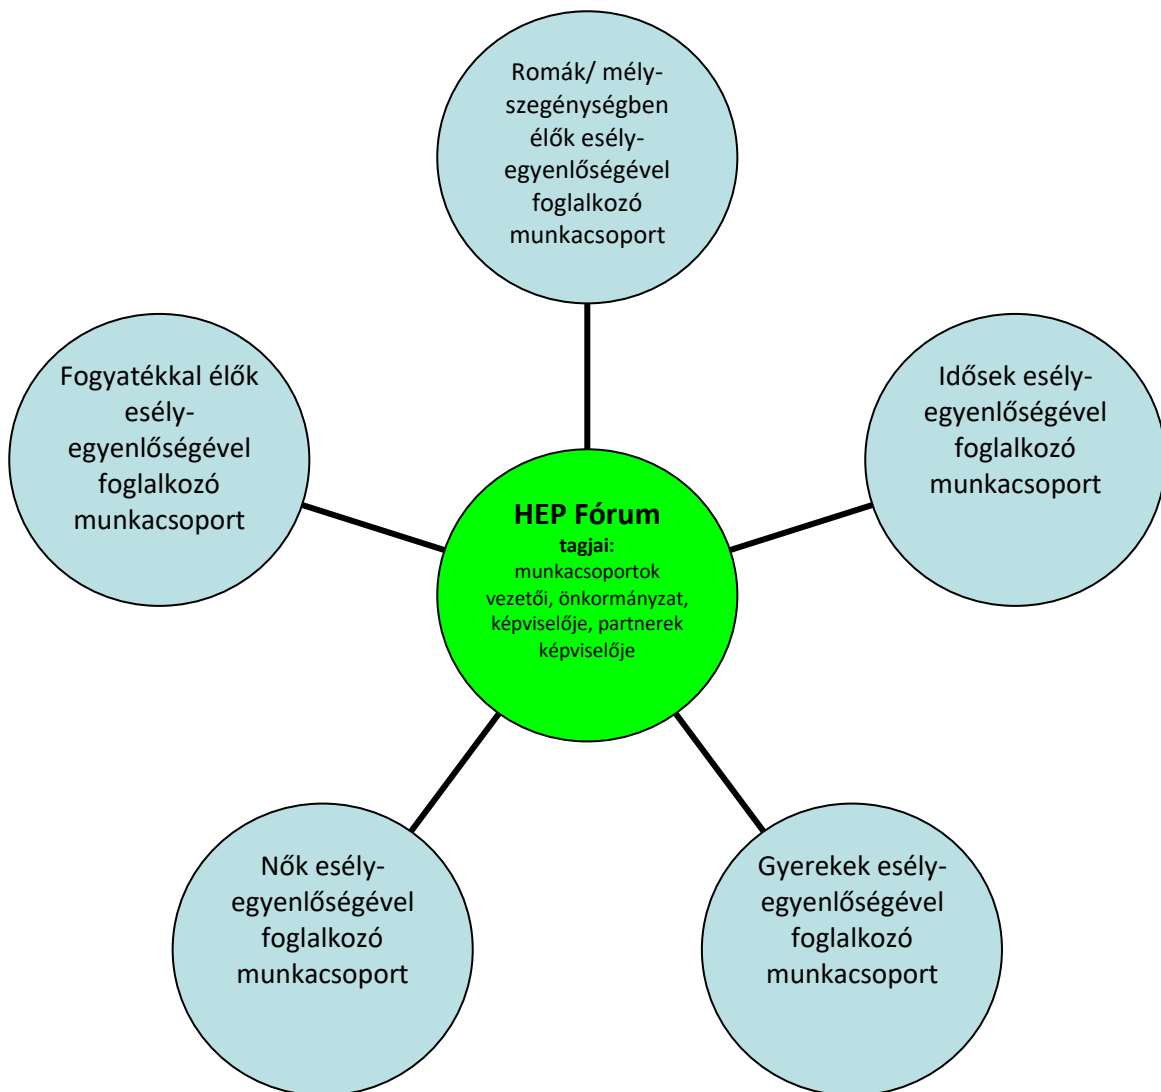 Romák/ mély-
szegénységben
élők esély-
egyenlőségével
foglalkozó
munkacsoport
Fogyatékkal élők
esély-
egyenlőségével
foglalkozó
munkacsoport
Idősek esély-
egyenlőségével
foglalkozó
munkacsoport
HEP Fórum
tagjai:
munkacsoportok
vezetői, önkormányzat,
képviselője, partnerek
képviselője
Nők esély-
egyenlőségével
foglalkozó
munkacsoport
Gyerekek esély-
egyenlőségével
foglalkozó
munkacsoport